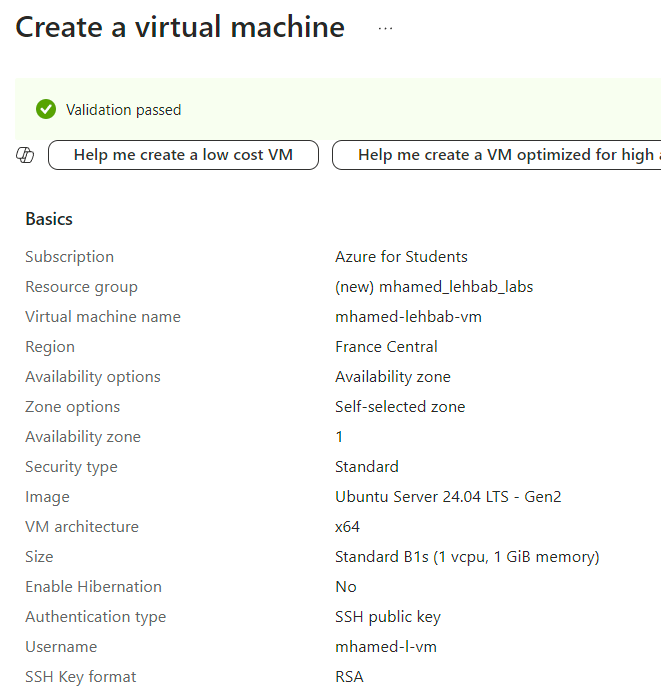 Create a virtual machine ...
Validation passed
Help me create a low cost VM Help me create a VM optimized for high
Basics
Subscription Azure for Students
Resource group (new) mhamed_lehbab_labs
Virtual machine name mhamed-lehbab-vm
Region France Central
Availability options Availability zone
Zone options Self-selected zone
Availability zone 1
Security type Standard
Image Ubuntu Server 24.04 LTS - Gen2
VM architecture x64
Size Standard B1s (1 vcpu, 1 GiB memory)
Enable Hibernation No
Authentication type SSH public key
Username mhamed-l-vm
SSH Key format RSA